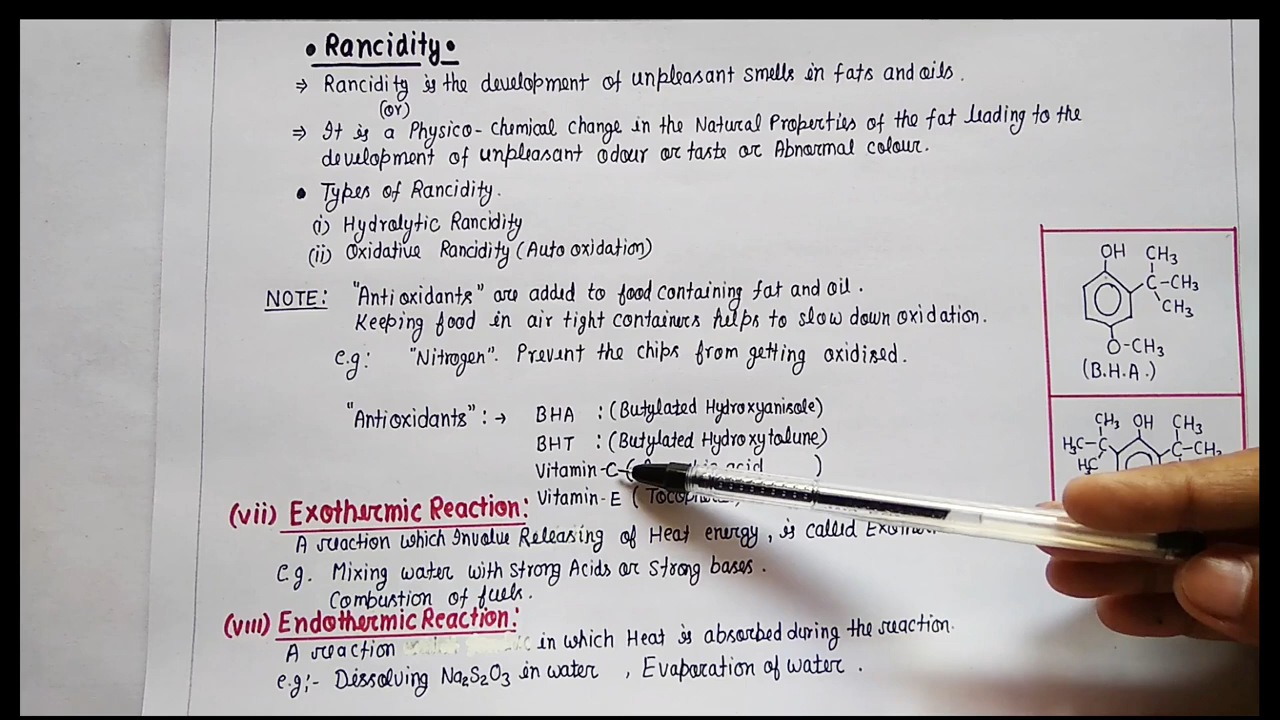 • Rancidity •
⇒ Rancidity is the development of unpleasant smells in fats and oils.
(or)
⇒ It is a Physico-chemical change in the Natural Properties of the fat leading to the
development of unpleasant odour or taste or Abnormal colour.
• Types of Rancidity.
(i) Hydrolytic Rancidity
(ii) Oxidative Rancidity (Auto oxidation)
NOTE: "Anti oxidants" are added to food containing fat and oil.
Keeping food in air tight containers helps to slow down oxidation.
e.g: "Nitrogen". Prevent the chips from getting oxidised.
"Antioxidants" : → BHA : (Butylated Hydroxyanisole)
BHT : (Butylated Hydroxytolune)
Vitamin-C ( acid )
Vitamin-E (
(vii) Exothermic Reaction:
A reaction which Involve Releasing of Heat energy, is called
e.g. Mixing water with Strong Acids or Strong bases.
Combustion of fuels.
(viii) Endothermic Reaction:
A reaction in which Heat is absorbed during the reaction.
e.g;- Dissolving Na2S2O3 in water , Evaporation of water.
OH CH3
C-CH3
CH3
O-CH3
(B.H.A.)
CH3 OH CH3
H3C-C C-CH3
H3C